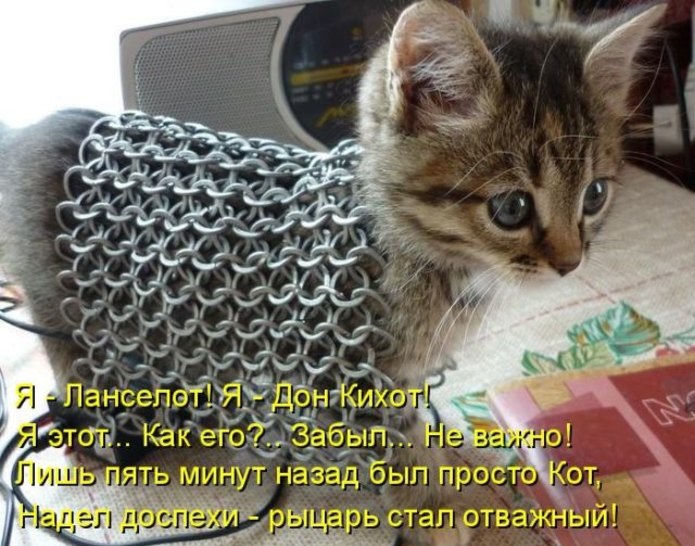 Я - Ланселот! Я - Дон Кихот!
Я этот... Как его?.. Забыл... Не важно!
Лишь пять минут назад был просто Кот,
Надел доспехи - рыцарь стал отважный!